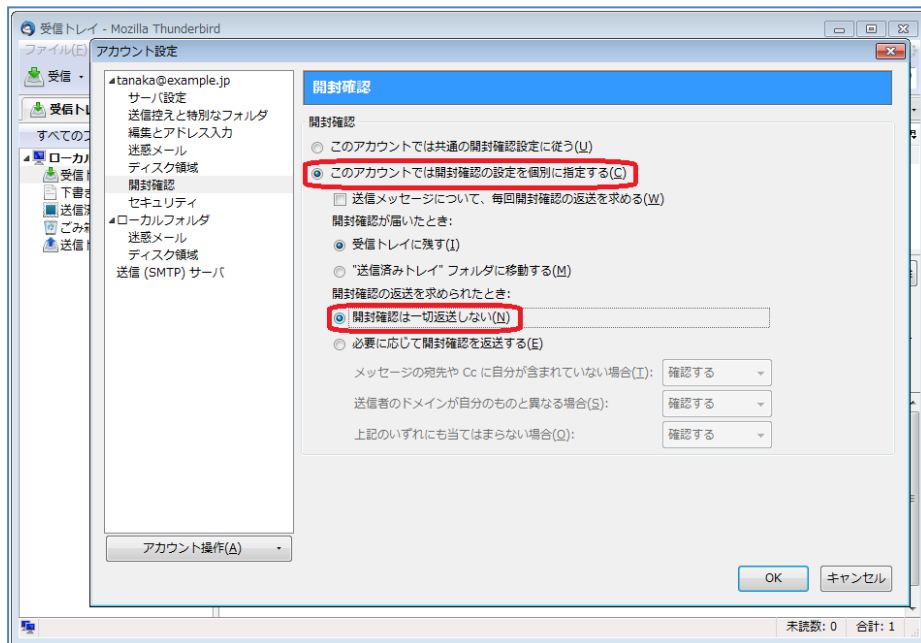 受信トレイ - Mozilla Thunderbird
ファイル(F)
アカウント設定
受信
受信トレ
すべてのフ
ローカル
受信ト
下書き
送信済
ごみ箱
送信ト
tanaka@example.jp
サーバ設定
送信控えと特別なフォルダ
編集とアドレス入力
迷惑メール
ディスク領域
開封確認
セキュリティ
ローカルフォルダ
迷惑メール
ディスク領域
送信 (SMTP) サーバ
アカウント操作(A)
開封確認
開封確認
このアカウントでは共通の開封確認設定に従う(U)
このアカウントでは開封確認の設定を個別に指定する(C)
送信メッセージについて、毎回開封確認の返送を求める(W)
開封確認が届いたとき:
受信トレイに残す(I)
"送信済みトレイ" フォルダに移動する(M)
開封確認の返送を求められたとき:
開封確認は一切返送しない(N)
必要に応じて開封確認を返送する(E)
メッセージの宛先や Cc に自分が含まれていない場合(T): 確認する
送信者のドメインが自分のものと異なる場合(S): 確認する
上記のいずれにも当てはまらない場合(O): 確認する
OK キャンセル
未読数: 0 合計: 1